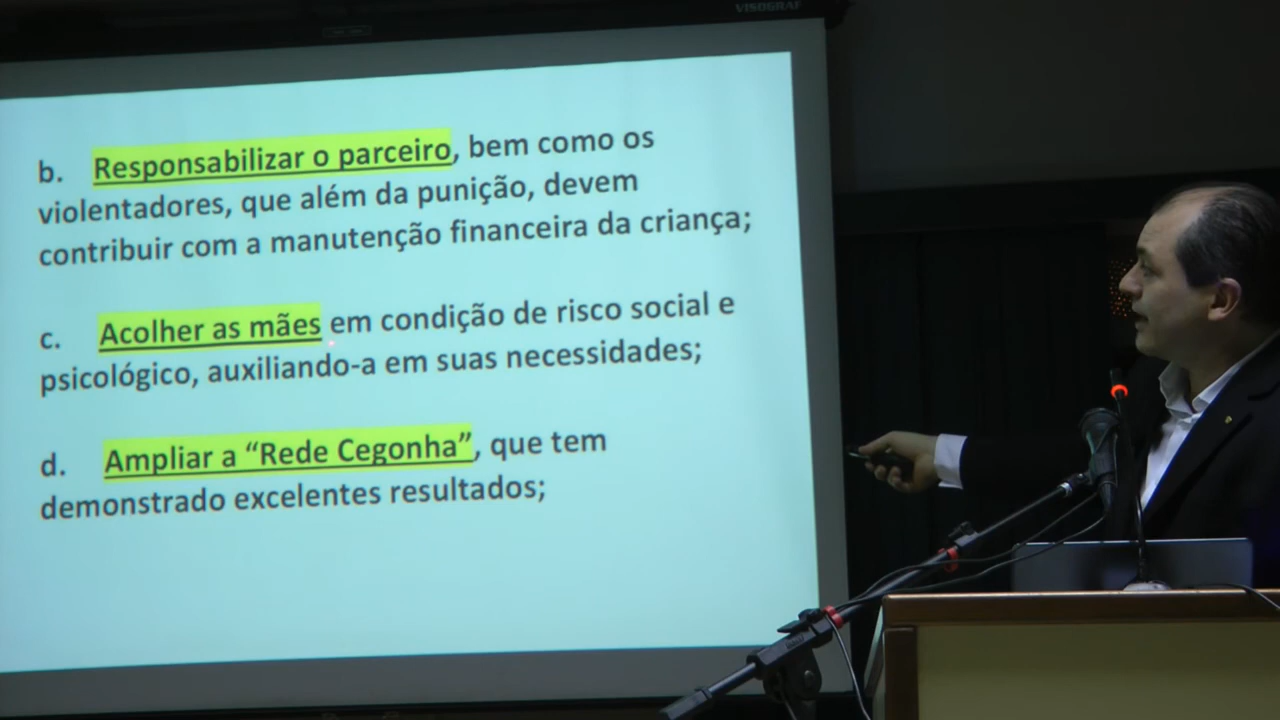 VISOGRAF
b. Responsabilizar o parceiro, bem como os
violentadores, que além da punição, devem
contribuir com a manutenção financeira da criança;
c. Acolher as mães em condição de risco social e
psicológico, auxiliando-a em suas necessidades;
d. Ampliar a “Rede Cegonha”, que tem
demonstrado excelentes resultados;